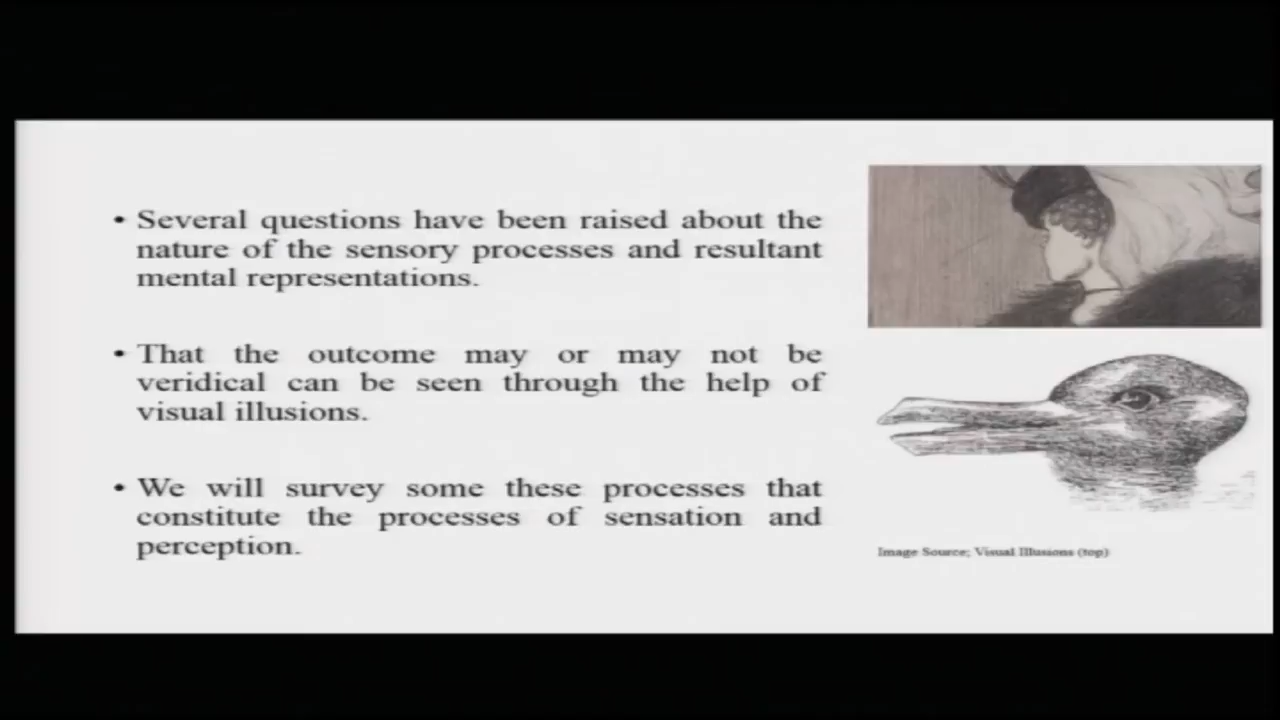 • Several questions have been raised about the
nature of the sensory processes and resultant
mental representations.
• That the outcome may or may not be
veridical can be seen through the help of
visual illusions.
• We will survey some these processes that
constitute the processes of sensation and
perception.
Image Source; Visual Illusions (top)